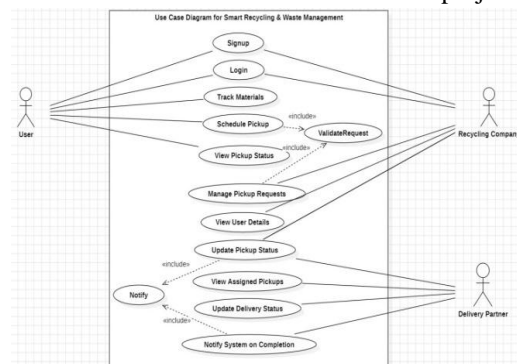 Use Case Diagram for Smart Recycling & Waste Management
Signup
Login
Track Materials
Schedule Pickup
«include»
ValidateRequest
View Pickup Status
«include»
User
Recycling Compan
Manage Pickup Requests
View User Details
Update Pickup Status
«include»
View Assigned Pickups
Notify
Update Delivery Status
Delivery Partner
«include»
Notify System on Completion